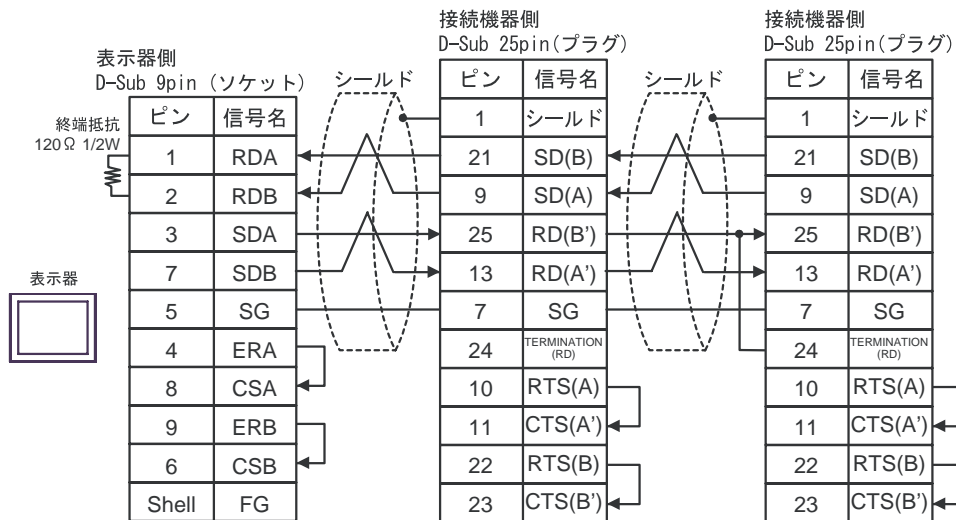 表示器側
D-Sub 9pin (ソケット)
終端抵抗
120Ω 1/2W
表示器
ピン 信号名
1 RDA
2 RDB
3 SDA
7 SDB
5 SG
4 ERA
8 CSA
9 ERB
6 CSB
Shell FG
シールド
接続機器側
D-Sub 25pin(プラグ)
ピン 信号名
1 シールド
21 SD(B)
9 SD(A)
25 RD(B')
13 RD(A')
7 SG
24 TERMINATION
(RD)
10 RTS(A)
11 CTS(A')
22 RTS(B)
23 CTS(B')
シールド
接続機器側
D-Sub 25pin(プラグ)
ピン 信号名
1 シールド
21 SD(B)
9 SD(A)
25 RD(B')
13 RD(A')
7 SG
24 TERMINATION
(RD)
10 RTS(A)
11 CTS(A')
22 RTS(B)
23 CTS(B')